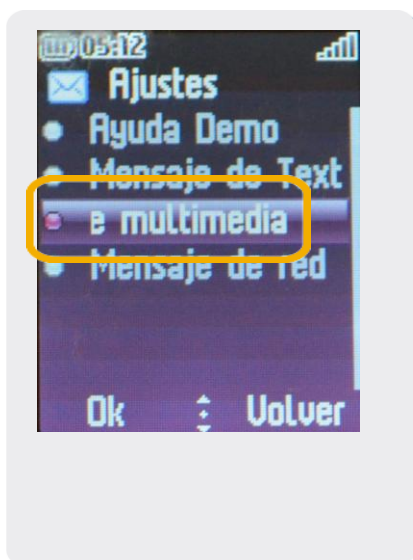 05:12
Ajustes
Ayuda Demo
Mensaje de Text
e multimedia
Mensaje de red
Ok Volver